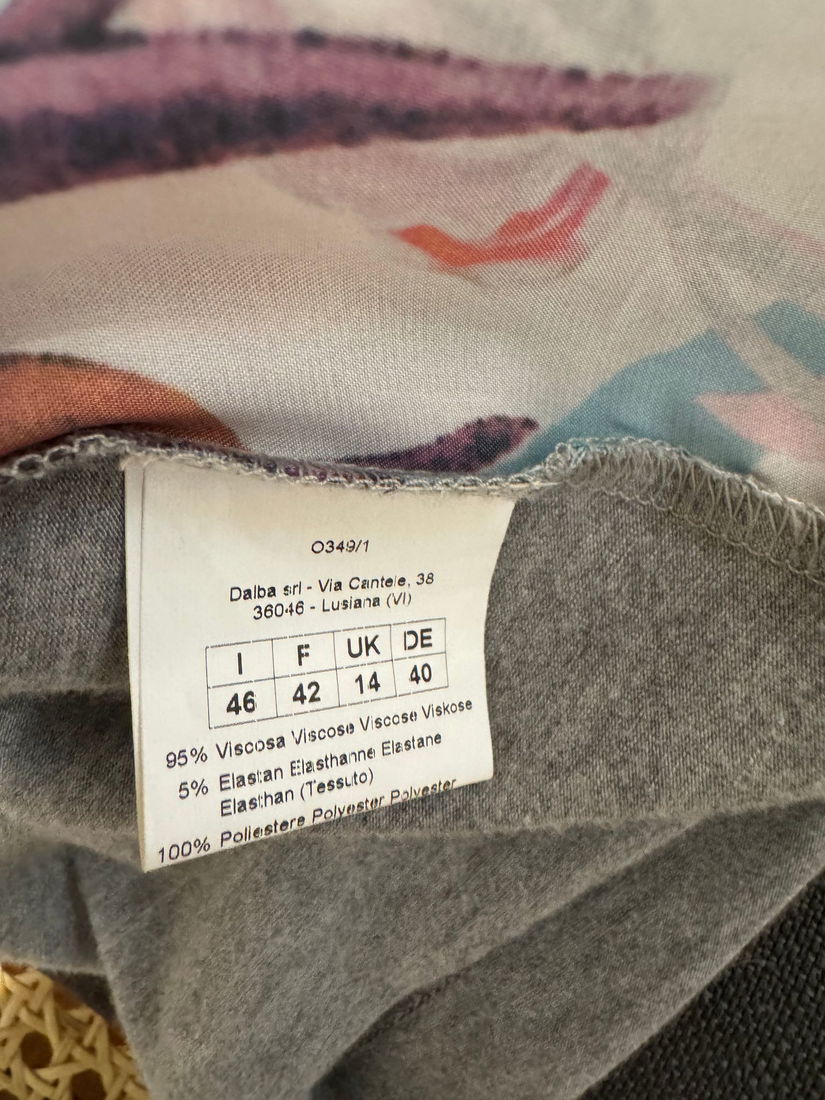 O349/1
Dalba srl - Via Cantele, 38
36046 - Lusiana (VI)
I F UK DE
46 42 14 40
95% Viscosa Viscose Viscose Viskose
5% Elastan Elasthanne Elastane
Elasthan (Tessuto)
100% Poliestere Polyester Polyester